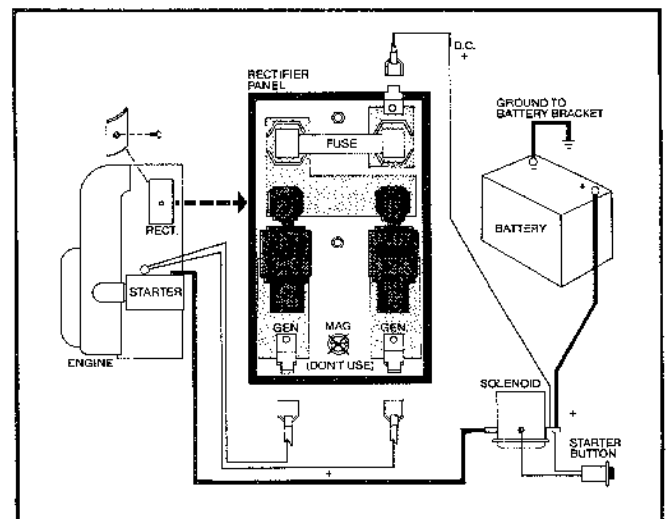 D.C.
+
RECTIFIER
PANEL
GROUND TO
BATTERY BRACKET
FUSE
+
RECT.
BATTERY
STARTER
GEN
MAG
GEN
ENGINE
(DON'T USE)
SOLENOID
+
STARTER
BUTTON
+